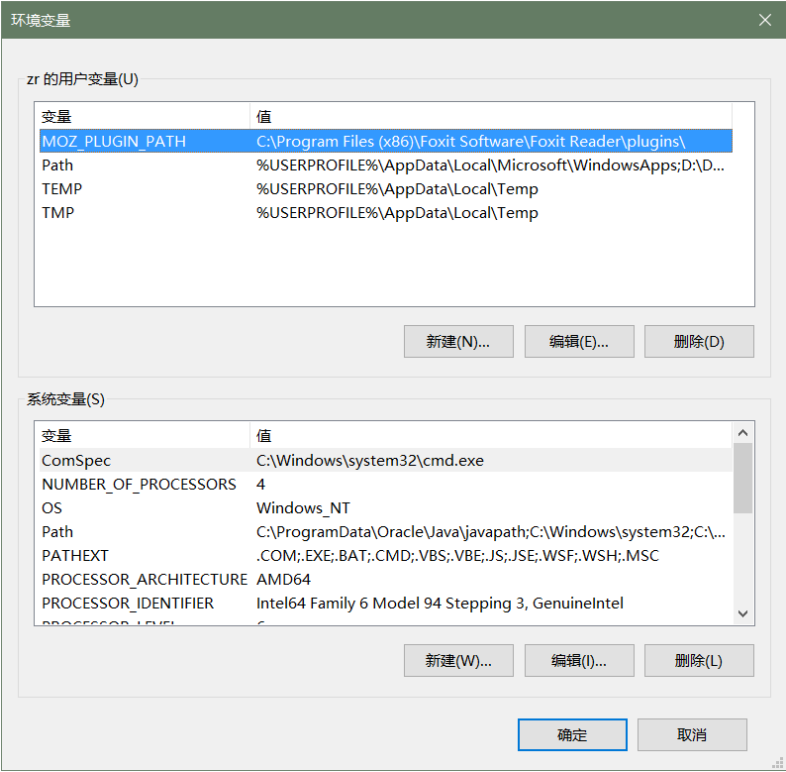 环境变量
zr 的用户变量(U)
变量 值
MOZ_PLUGIN_PATH C:\Program Files (x86)\Foxit Software\Foxit Reader\plugins\
Path %USERPROFILE%\AppData\Local\Microsoft\WindowsApps;D:\D...
TEMP %USERPROFILE%\AppData\Local\Temp
TMP %USERPROFILE%\AppData\Local\Temp
新建(N)... 编辑(E)... 删除(D)
系统变量(S)
变量 值
ComSpec C:\Windows\system32\cmd.exe
NUMBER_OF_PROCESSORS 4
OS Windows_NT
Path C:\ProgramData\Oracle\Java\javapath;C:\Windows\system32;C:\...
PATHEXT .COM;.EXE;.BAT;.CMD;.VBS;.VBE;.JS;.JSE;.WSF;.WSH;.MSC
PROCESSOR_ARCHITECTURE AMD64
PROCESSOR_IDENTIFIER Intel64 Family 6 Model 94 Stepping 3, GenuineIntel
PROCESSOR_LEVEL 6
新建(W)... 编辑(I)... 删除(L)
确定 取消